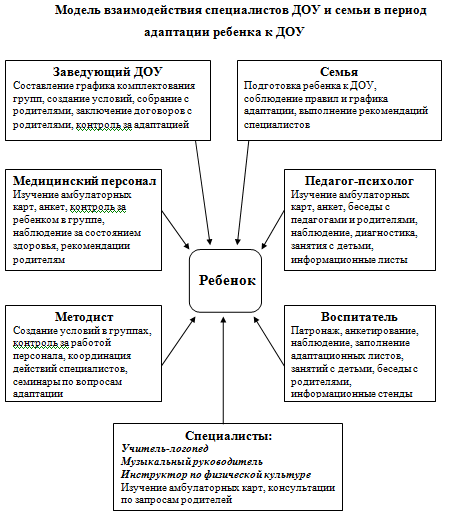 Модель взаимодействия специалистов ДОУ и семьи в период
адаптации ребенка к ДОУ
Заведующий ДОУ
Составление графика комплектования
групп, создание условий, собрание с
родителями, заключение договоров с
родителями, контроль за адаптацией
Семья
Подготовка ребенка к ДОУ,
соблюдение правил и графика
адаптации, выполнение рекомендаций
специалистов
Медицинский персонал
Изучение амбулаторных
карт, анкет, контроль за
ребенком в группе,
наблюдение за состоянием
здоровья, рекомендации
родителям
Педагог-психолог
Изучение амбулаторных
карт, анкет, беседы с
педагогами и родителями,
наблюдение, диагностика,
занятия с детьми,
информационные листы
Ребенок
Методист
Создание условий в группах,
контроль за работой
персонала, координация
действий специалистов,
семинары по вопросам
адаптации
Воспитатель
Патронаж, анкетирование,
наблюдение, заполнение
адаптационных листов,
занятий с детьми, беседы с
родителями,
информационные стенды
Специалисты:
Учитель-логопед
Музыкальный руководитель
Инструктор по физической культуре
Изучение амбулаторных карт, консультации
по запросам родителей